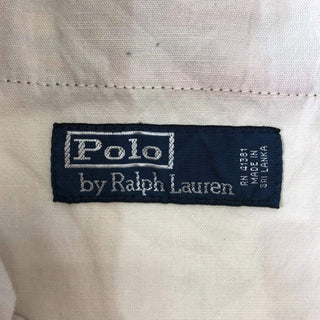 Polo
by Ralph Lauren
RN 41381
MADE IN
SRI LANKA